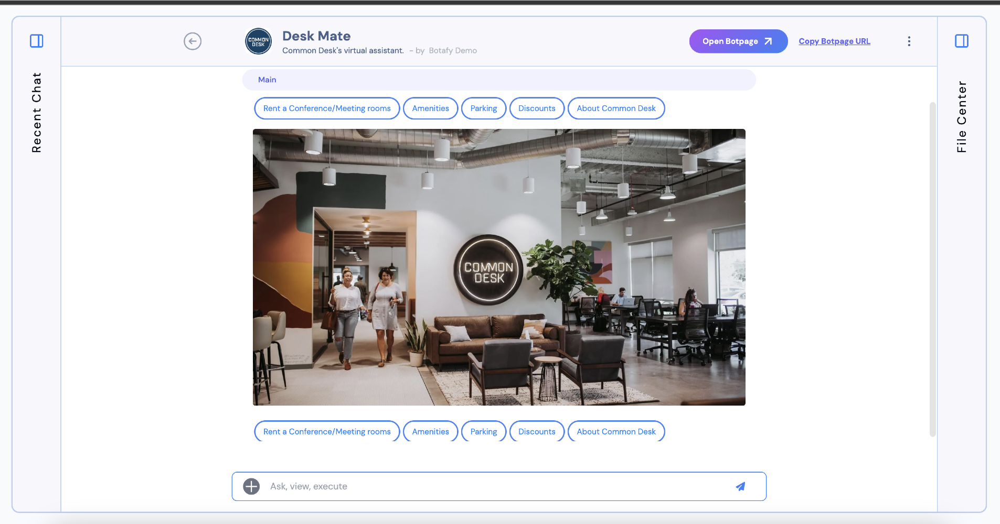 Recent Chat
COMMON
DESK
Desk Mate
Common Desk's virtual assistant. - by Botafy Demo
Open Botpage
Copy Botpage URL
File Center
Main
Rent a Conference/Meeting rooms
Amenities
Parking
Discounts
About Common Desk
COMMON
DESK
Rent a Conference/Meeting rooms
Amenities
Parking
Discounts
About Common Desk
Ask, view, execute